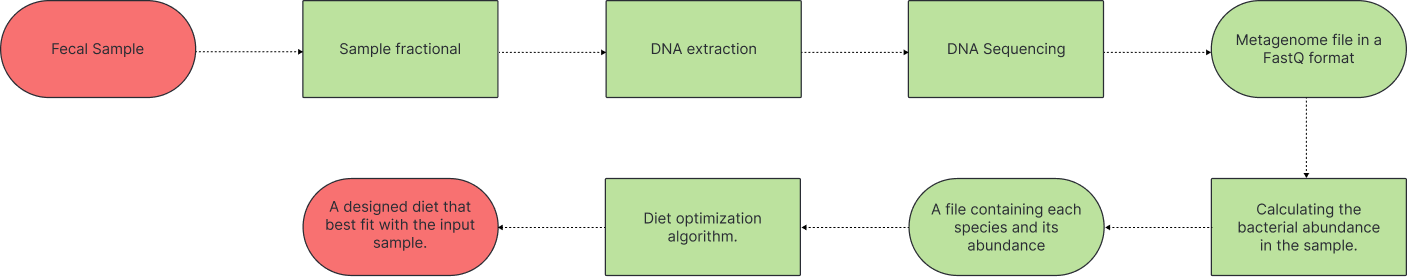 Fecal Sample
Sample fractional
DNA extraction
DNA Sequencing
Metagenome file in a
FastQ format
Calculating the
bacterial abundance
in the sample.
A file containing each
species and its
abundance
Diet optimization
algorithm.
A designed diet that
best fit with the input
sample.